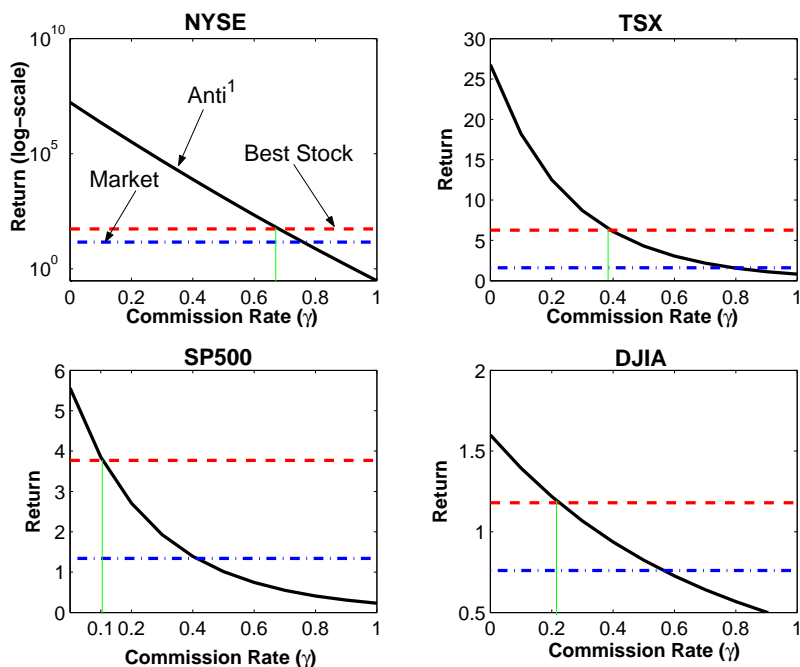 NYSE
Return (log-scale)
10^10
10^5
10^0
Anti^1
Best Stock
Market
0 0.2 0.4 0.6 0.8 1
Commission Rate (γ)
TSX
Return
30
25
20
15
10
5
0
0 0.2 0.4 0.6 0.8 1
Commission Rate (γ)
SP500
Return
6
5
4
3
2
1
0
0 0.1 0.2 0.4 0.6 0.8 1
Commission Rate (γ)
DJIA
Return
2
1.5
1
0.5
0 0.2 0.4 0.6 0.8 1
Commission Rate (γ)